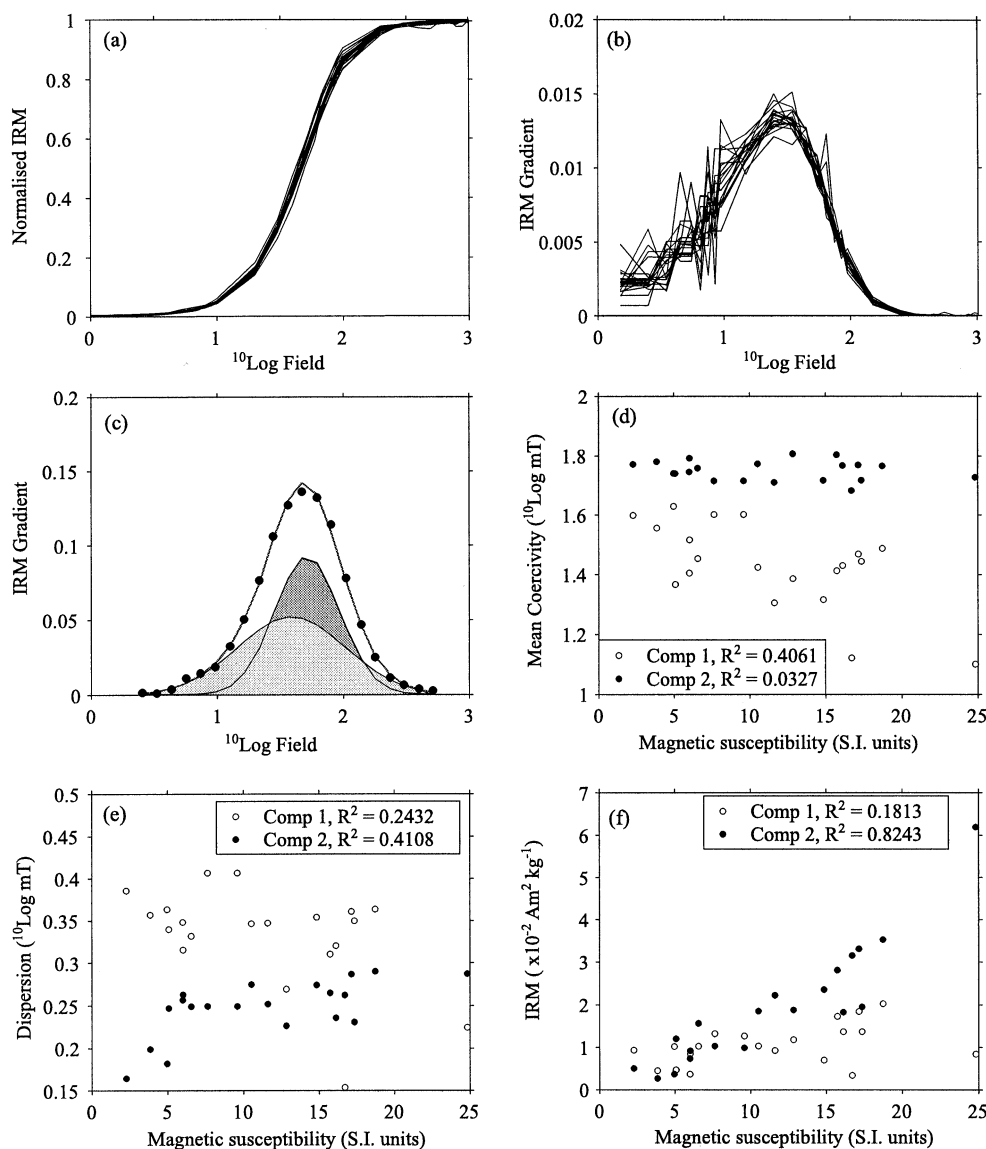 (a)
Normalised IRM
1
0.8
0.6
0.4
0.2
0
0 1 2 3
¹⁰Log Field
(b)
IRM Gradient
0.02
0.015
0.01
0.005
0
0 1 2 3
¹⁰Log Field
(c)
IRM Gradient
0.2
0.15
0.1
0.05
0
0 1 2 3
¹⁰Log Field
(d)
Mean Coercivity (¹⁰Log mT)
2
1.8
1.6
1.4
1.2
1
Comp 1, R² = 0.4061
Comp 2, R² = 0.0327
0 5 10 15 20 25
Magnetic susceptibility (S.I. units)
(e)
Dispersion (¹⁰Log mT)
0.5
0.45
0.4
0.35
0.3
0.25
0.2
0.15
Comp 1, R² = 0.2432
Comp 2, R² = 0.4108
0 5 10 15 20 25
Magnetic susceptibility (S.I. units)
(f)
IRM ( x10⁻² Am² kg⁻¹)
7
6
5
4
3
2
1
0
Comp 1, R² = 0.1813
Comp 2, R² = 0.8243
0 5 10 15 20 25
Magnetic susceptibility (S.I. units)